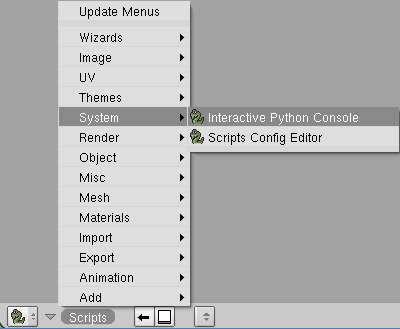 Update Menus
Wizards
Image
UV
Themes
System
Interactive Python Console
Render
Scripts Config Editor
Object
Misc
Mesh
Materials
Import
Export
Animation
Add
Scripts